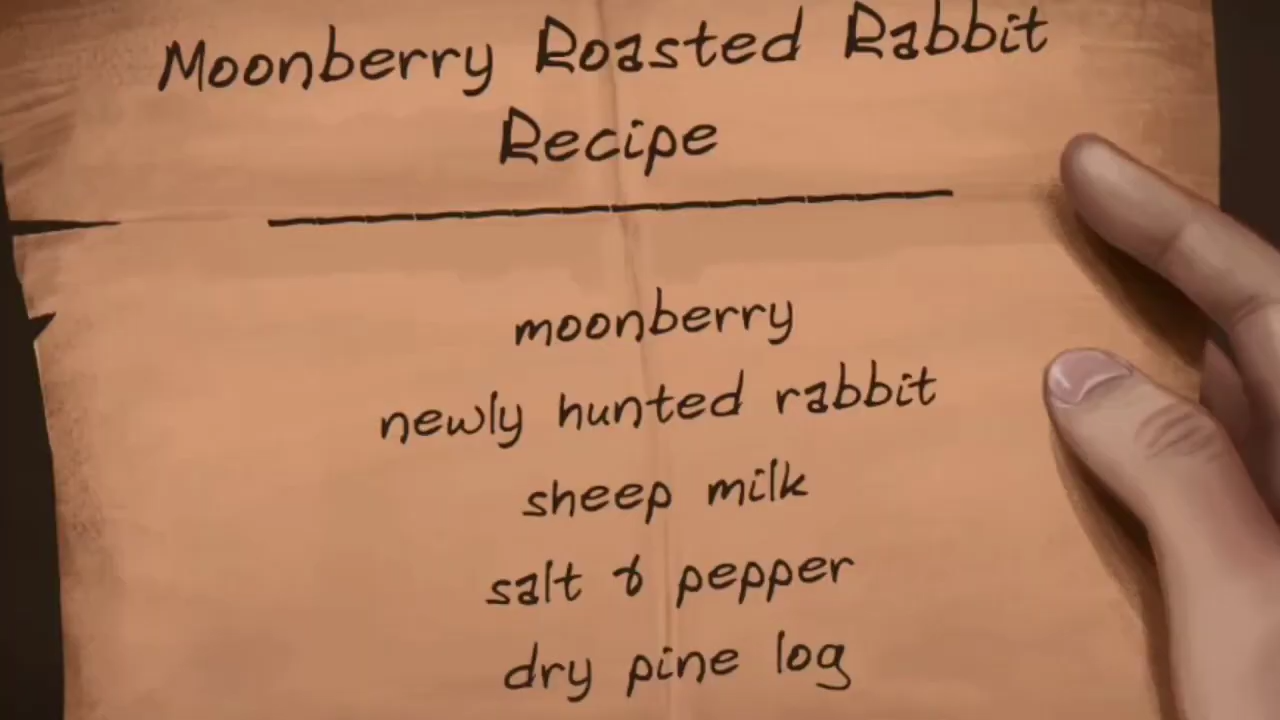 Moonberry Roasted Rabbit
Recipe
moonberry
newly hunted rabbit
sheep milk
salt & pepper
dry pine log